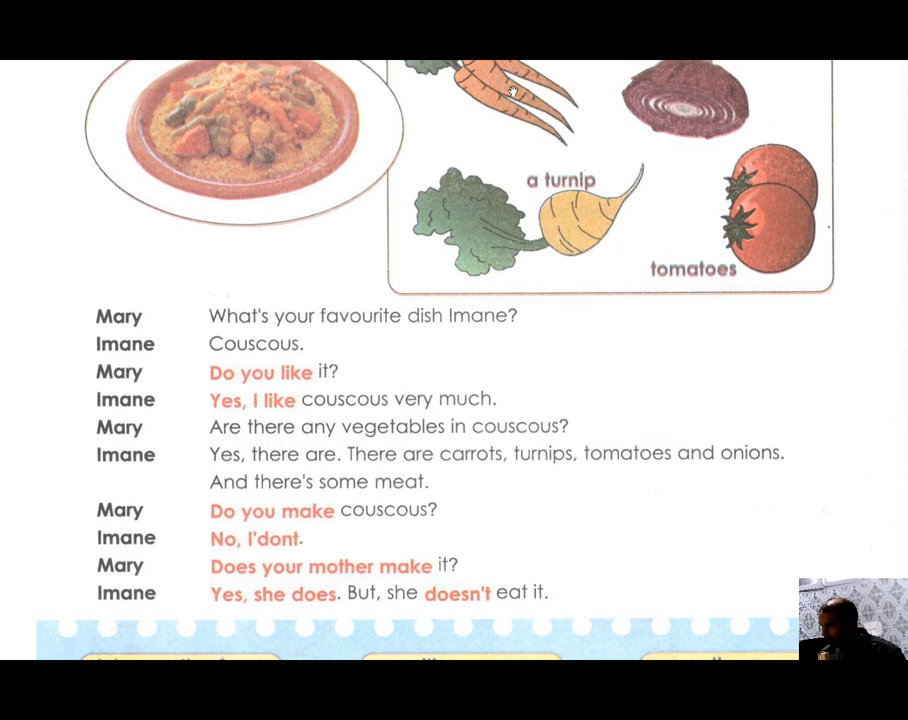 a turnip
tomatoes
Mary What's your favourite dish Imane?
Imane Couscous.
Mary Do you like it?
Imane Yes, I like couscous very much.
Mary Are there any vegetables in couscous?
Imane Yes, there are. There are carrots, turnips, tomatoes and onions.
And there's some meat.
Mary Do you make couscous?
Imane No, I'dont.
Mary Does your mother make it?
Imane Yes, she does. But, she doesn't eat it.